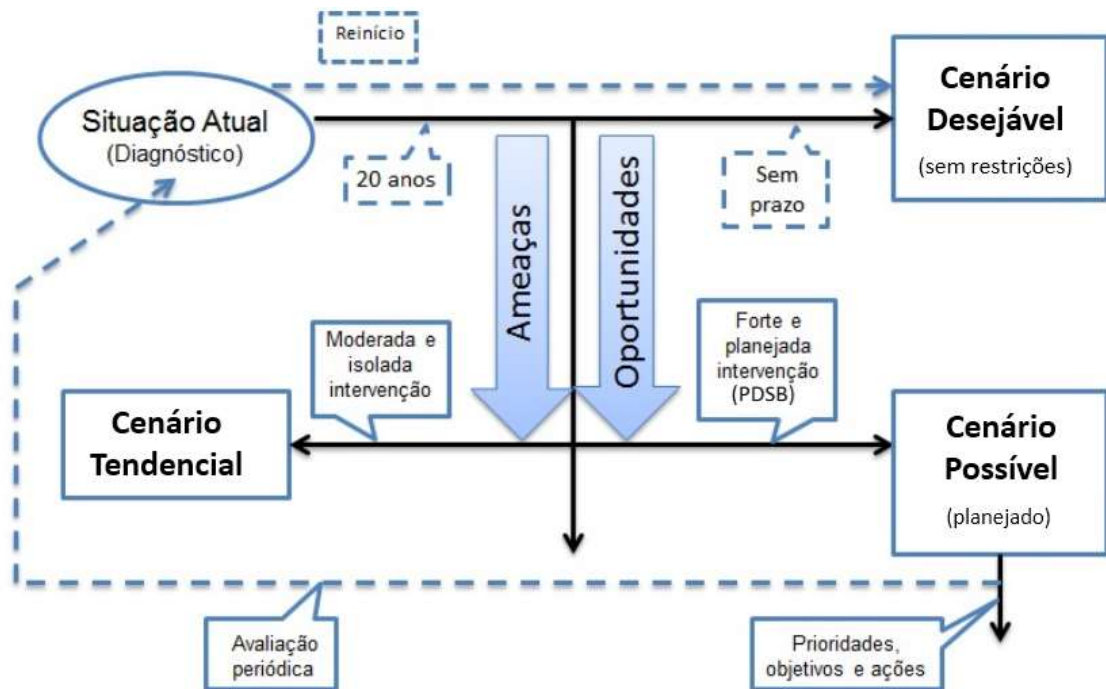 Reinício
Situação Atual
(Diagnóstico)
Cenário
Desejável
(sem restrições)
20 anos
Sem
prazo
Ameaças
Oportunidades
Moderada e
isolada
intervenção
Forte e
planejada
intervenção
(PDSB)
Cenário
Tendencial
Cenário
Possível
(planejado)
Avaliação
periódica
Prioridades,
objetivos e ações